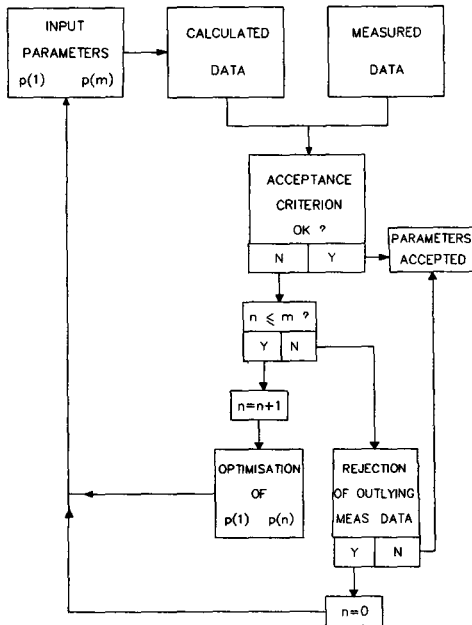 INPUT
PARAMETERS
p(1) p(m)
CALCULATED
DATA
MEASURED
DATA
ACCEPTANCE
CRITERION
OK ?
N Y
PARAMETERS
ACCEPTED
n ⩽ m ?
Y N
n=n+1
OPTIMISATION
OF
p(1) p(n)
REJECTION
OF OUTLYING
MEAS DATA
Y N
n=0